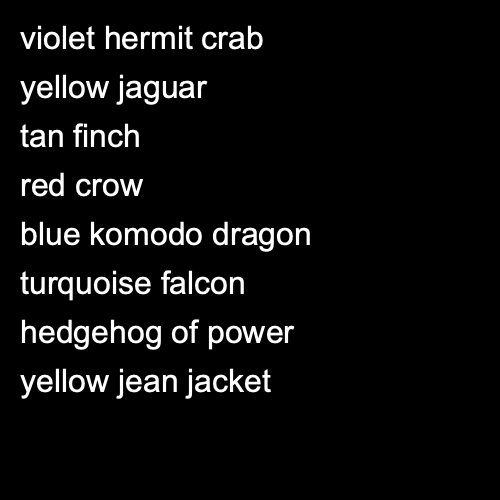 violet hermit crab
yellow jaguar
tan finch
red crow
blue komodo dragon
turquoise falcon
hedgehog of power
yellow jean jacket